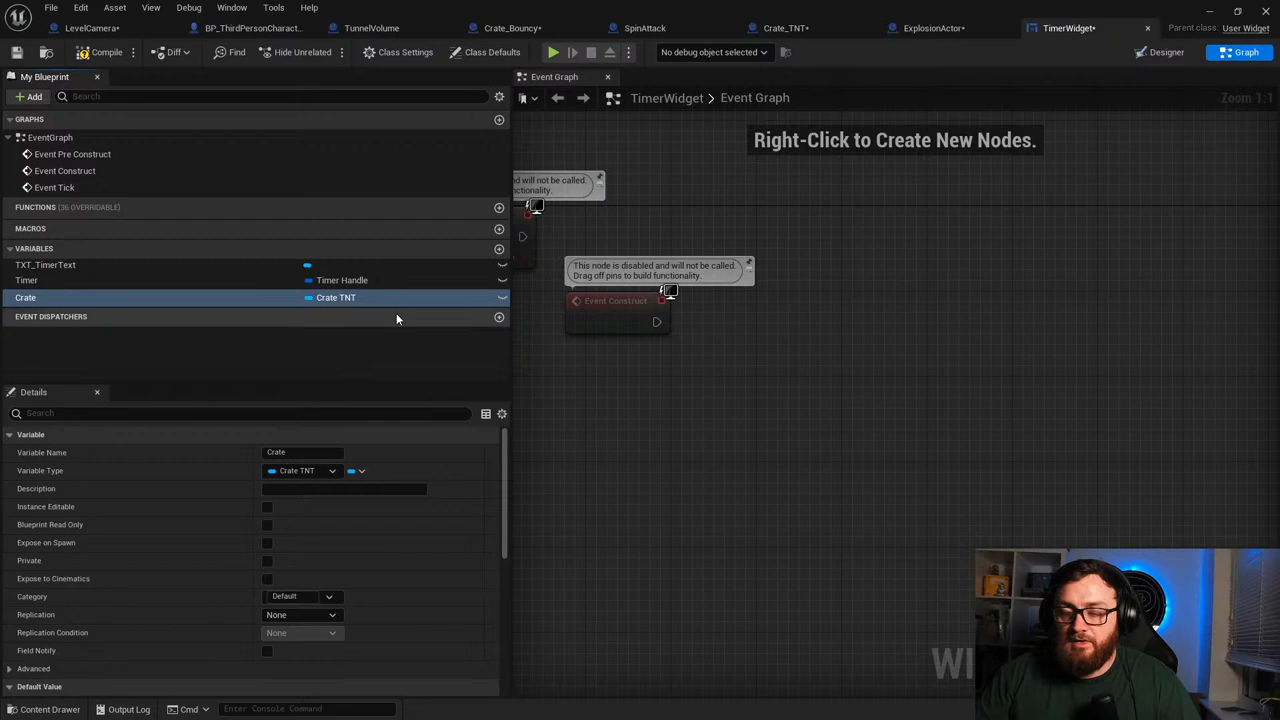 File Edit Asset View Debug Window Tools Help
LevelCamera• BP_ThirdPersonCharact... TunnelVolume Crate_Bouncy• SpinAttack Crate_TNT• ExplosionActor• TimerWidget• Parent class: User Widget
Compile Diff Find Hide Unrelated Class Settings Class Defaults No debug object selected Designer Graph
My Blueprint Event Graph
Add Search TimerWidget > Event Graph Zoom 1:1
GRAPHS
EventGraph
Event Pre Construct
Event Construct
Event Tick
FUNCTIONS (36 OVERRIDABLE)
MACROS
VARIABLES
TXT_TimerText
Timer Timer Handle
Crate Crate TNT
EVENT DISPATCHERS
Right-Click to Create New Nodes.
nd will not be called.
nctionality.
This node is disabled and will not be called.
Drag off pins to build functionality.
Event Construct
Details
Search
Variable
Variable Name Crate
Variable Type Crate TNT
Description
Instance Editable
Blueprint Read Only
Expose on Spawn
Private
Expose to Cinematics
Category Default
Replication None
Replication Condition None
Field Notify
Advanced
Default Value
Content Drawer Output Log Cmd Enter Console Command